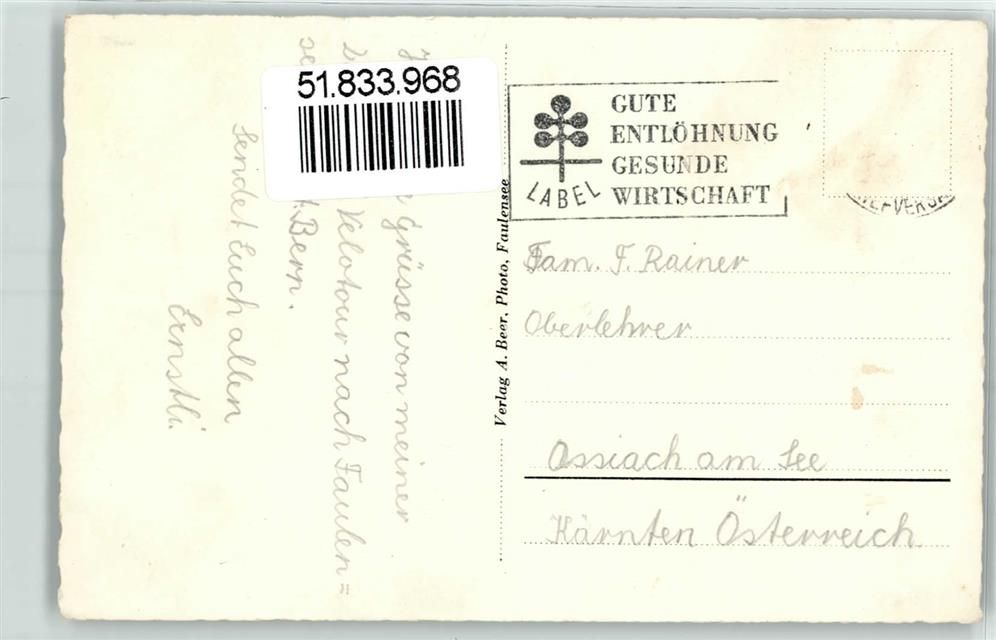 51.833.968
Grüsse von meiner
Velotour nach Faulen=
Bern.
Sendet Euch allen
Ernstli.
Verlag A. Beer, Photo, Faulensee
GUTE
ENTLÖHNUNG
GESUNDE
WIRTSCHAFT
LABEL
Fam. F. Rainer
Oberlehrer
Ossiach am See
Kärnten Österreich